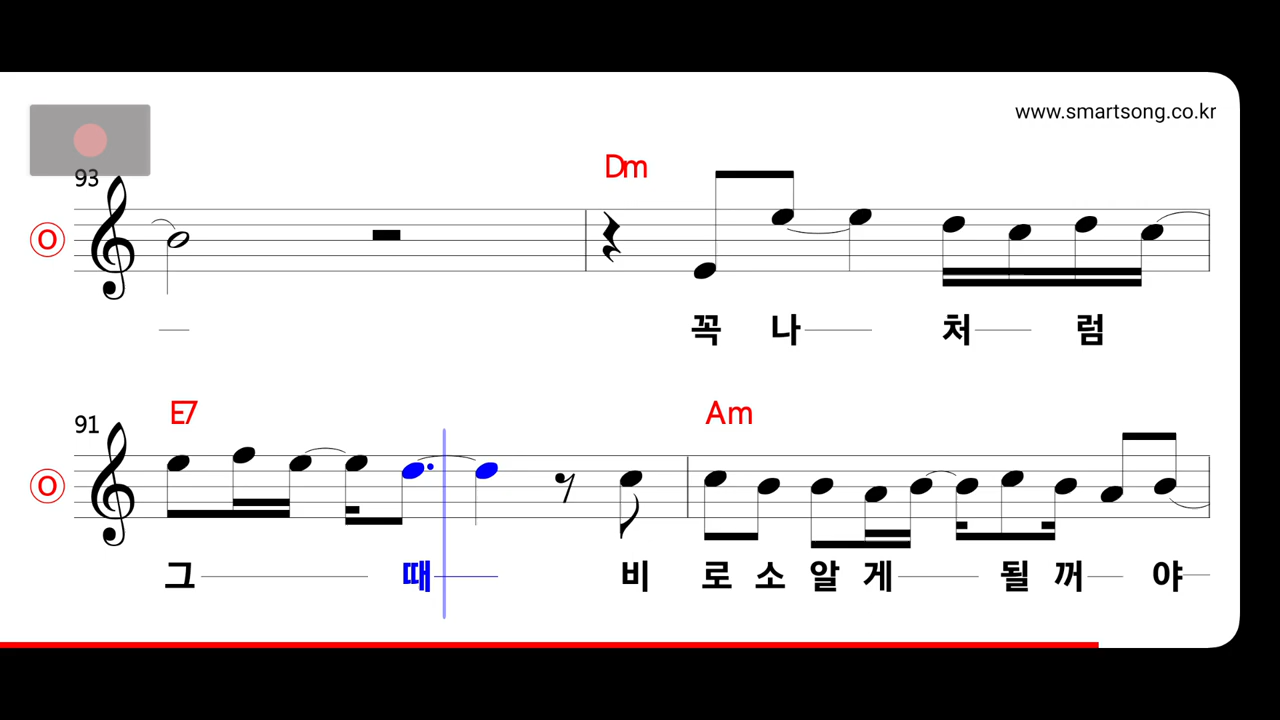 www.smartsong.co.kr
93
Dm
O
꼭 나 처 럼
91
E7 Am
O
그 때 비 로 소 알 게 될 꺼 야